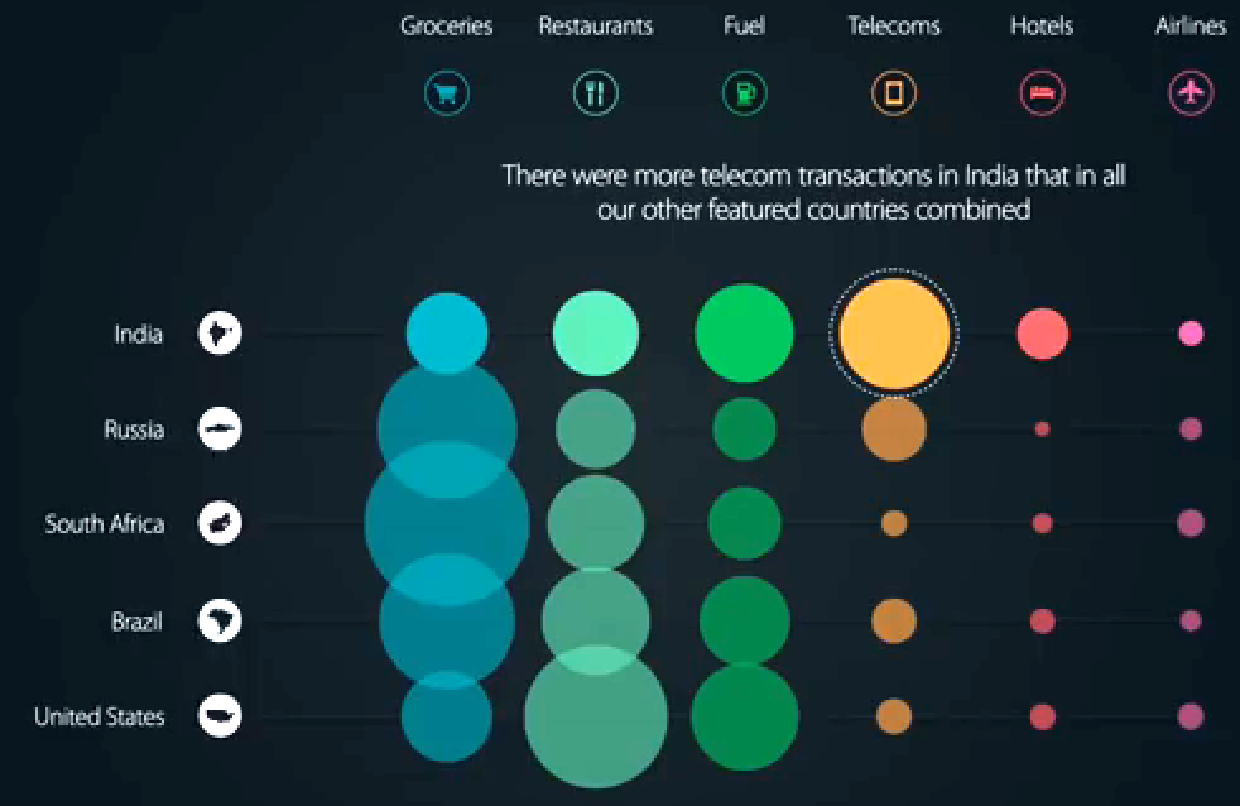 Groceries Restaurants Fuel Telecoms Hotels Airlines
There were more telecom transactions in India that in all
our other featured countries combined
India
Russia
South Africa
Brazil
United States